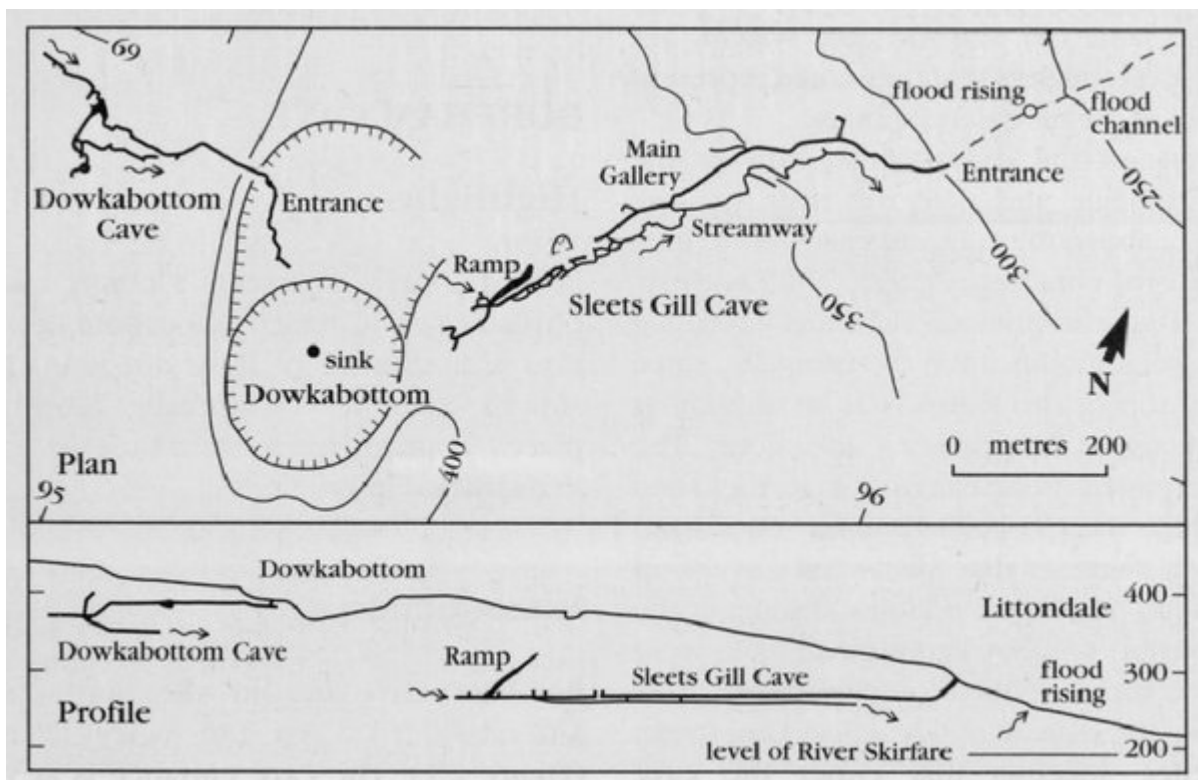 69
flood rising
flood
channel
Main
Gallery
Entrance
250
Dowkabottom
Cave
Entrance
Streamway
300
Ramp
Sleets Gill Cave
350
sink
Dowkabottom
N
400
0 metres 200
Plan
95
96
Dowkabottom
Littondale
400
Dowkabottom Cave
Ramp
Sleets Gill Cave
flood
rising
300
Profile
level of River Skirfare
200